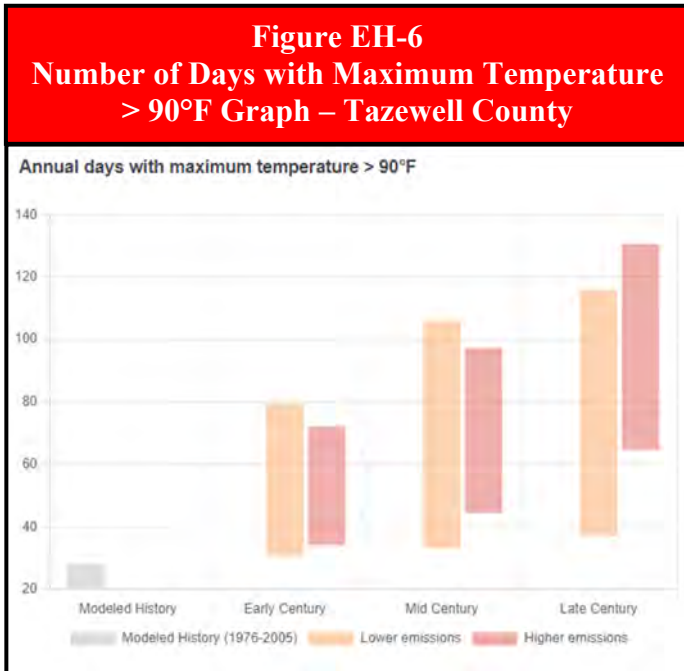 Figure EH-6
Number of Days with Maximum Temperature
> 90°F Graph – Tazewell County
Annual days with maximum temperature > 90°F
140
120
100
80
60
40
20
Modeled History Early Century Mid Century Late Century
Modeled History (1976-2005) Lower emissions Higher emissions